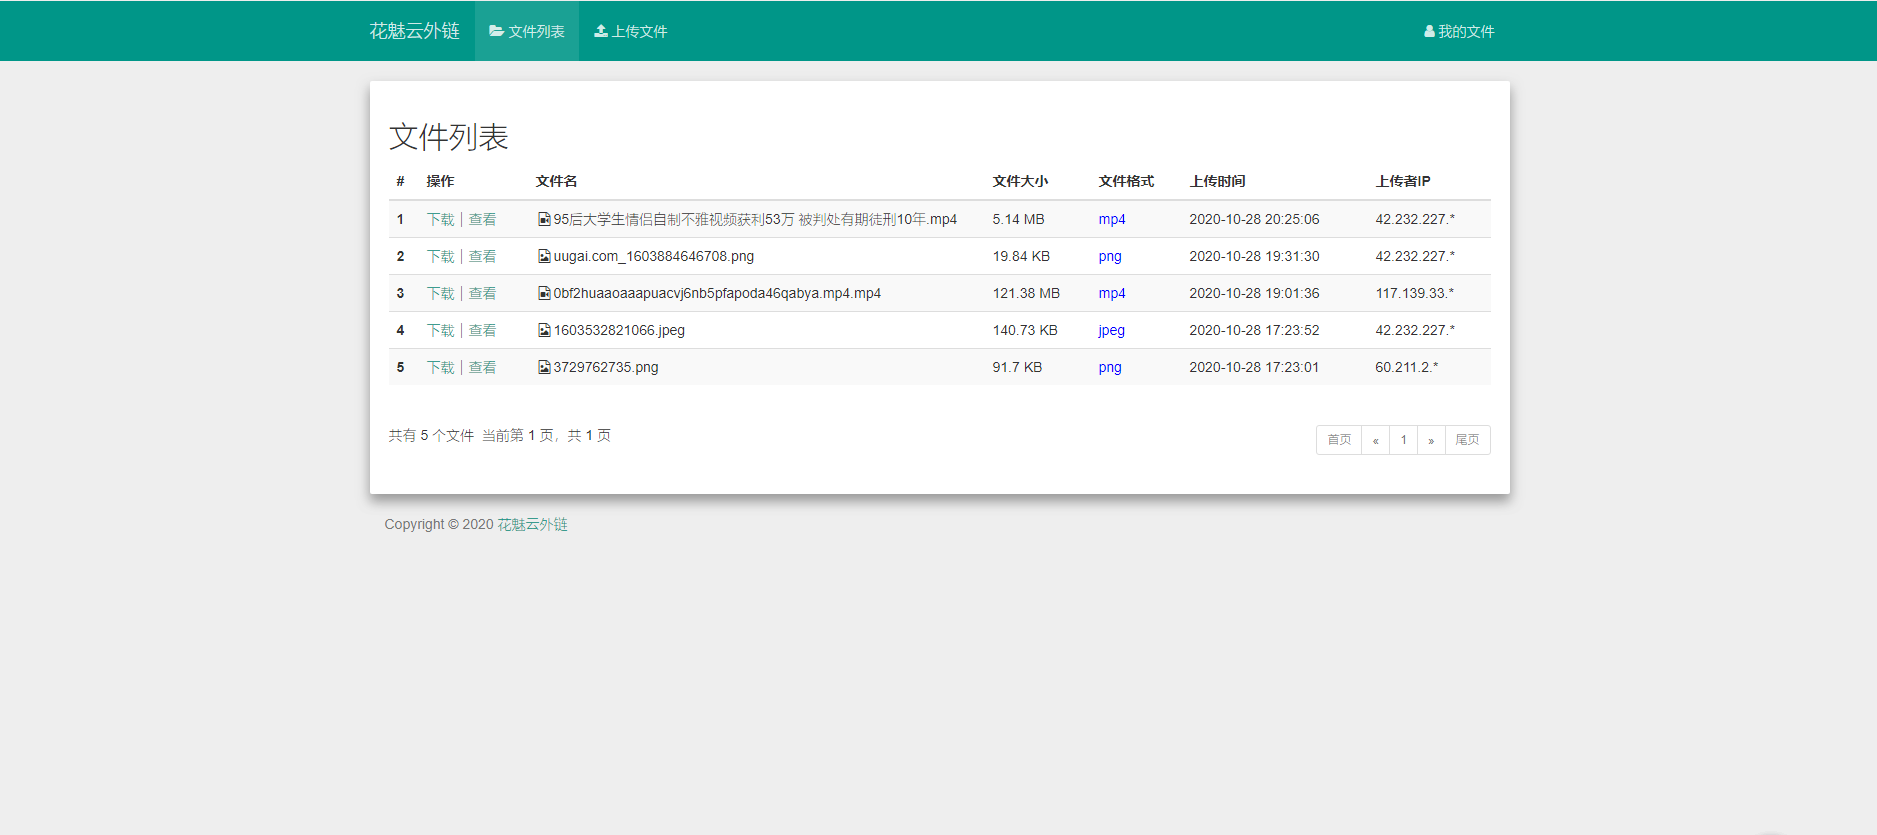 花魅云外链 文件列表 上传文件 我的文件
文件列表
# 操作 文件名 文件大小 文件格式 上传时间 上传者IP
1 下载 | 查看 95后大学生情侣自制不雅视频获利53万 被判处有期徒刑10年.mp4 5.14 MB mp4 2020-10-28 20:25:06 42.232.227.*
2 下载 | 查看 uugai.com_1603884646708.png 19.84 KB png 2020-10-28 19:31:30 42.232.227.*
3 下载 | 查看 0bf2huaaoaaapuacvj6nb5pfapoda46qabya.mp4.mp4 121.38 MB mp4 2020-10-28 19:01:36 117.139.33.*
4 下载 | 查看 1603532821066.jpeg 140.73 KB jpeg 2020-10-28 17:23:52 42.232.227.*
5 下载 | 查看 3729762735.png 91.7 KB png 2020-10-28 17:23:01 60.211.2.*
共有 5 个文件 当前第 1 页，共 1 页 首页 « 1 » 尾页
Copyright © 2020 花魅云外链